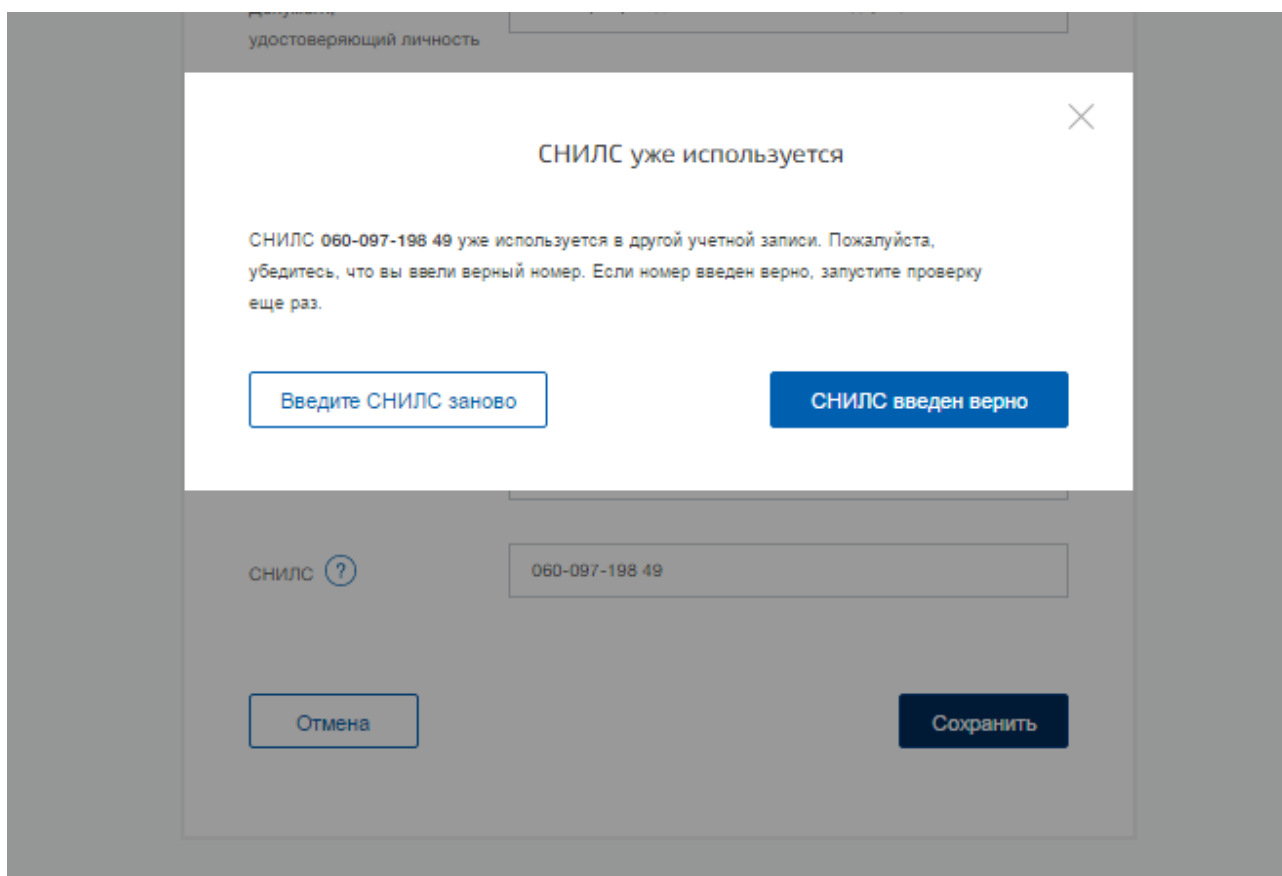 удостоверяющий личность
СНИЛС уже используется
СНИЛС 060-097-198 49 уже используется в другой учетной записи. Пожалуйста,
убедитесь, что вы ввели верный номер. Если номер введен верно, запустите проверку
еще раз.
Введите СНИЛС заново
СНИЛС введен верно
СНИЛС ?
060-097-198 49
Отмена
Сохранить